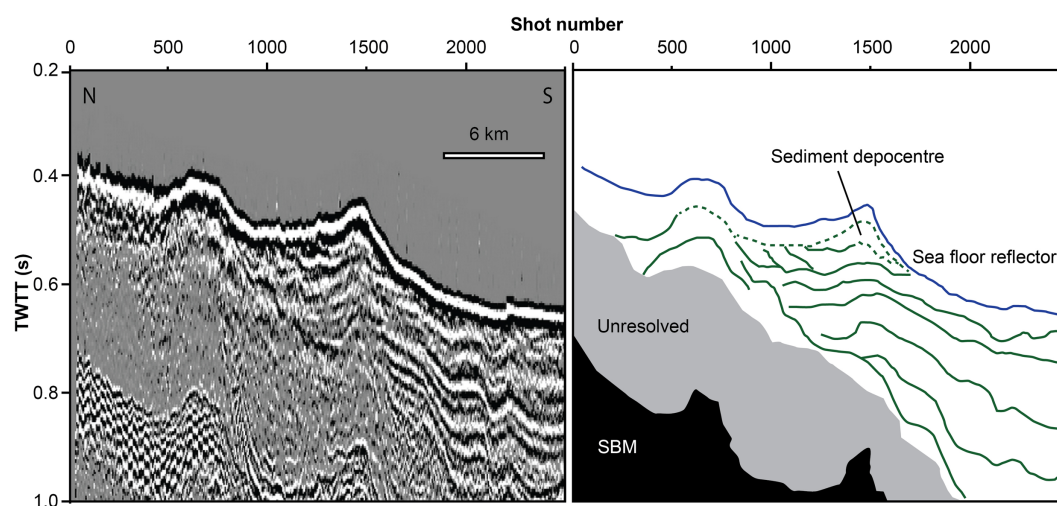 Shot number
0 500 1000 1500 2000 0 500 1000 1500 2000
0.2
N S
6 km
Sediment depocentre
0.4
Sea floor reflector
0.6
TWTT (s)
Unresolved
0.8
SBM
1.0